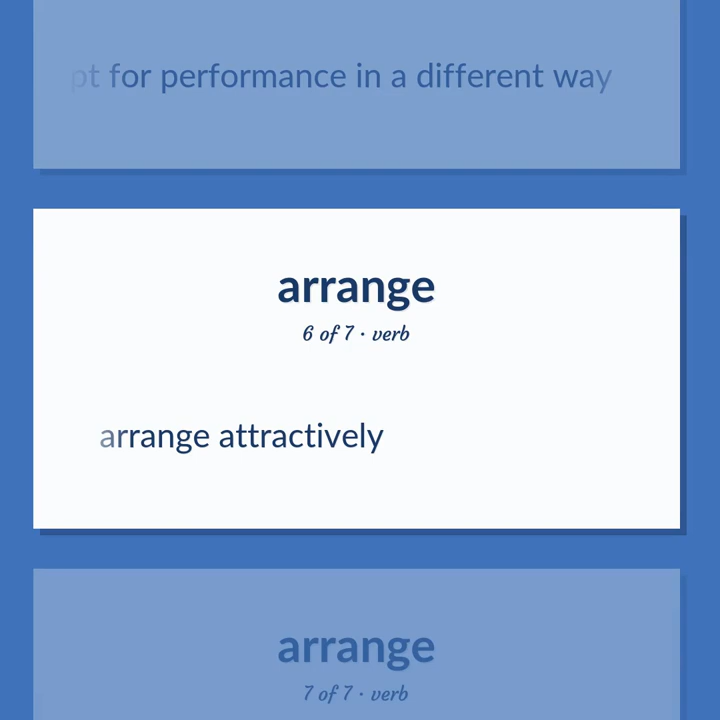 pt for performance in a different way
arrange
6 of 7 · verb
arrange attractively
arrange
7 of 7 · verb